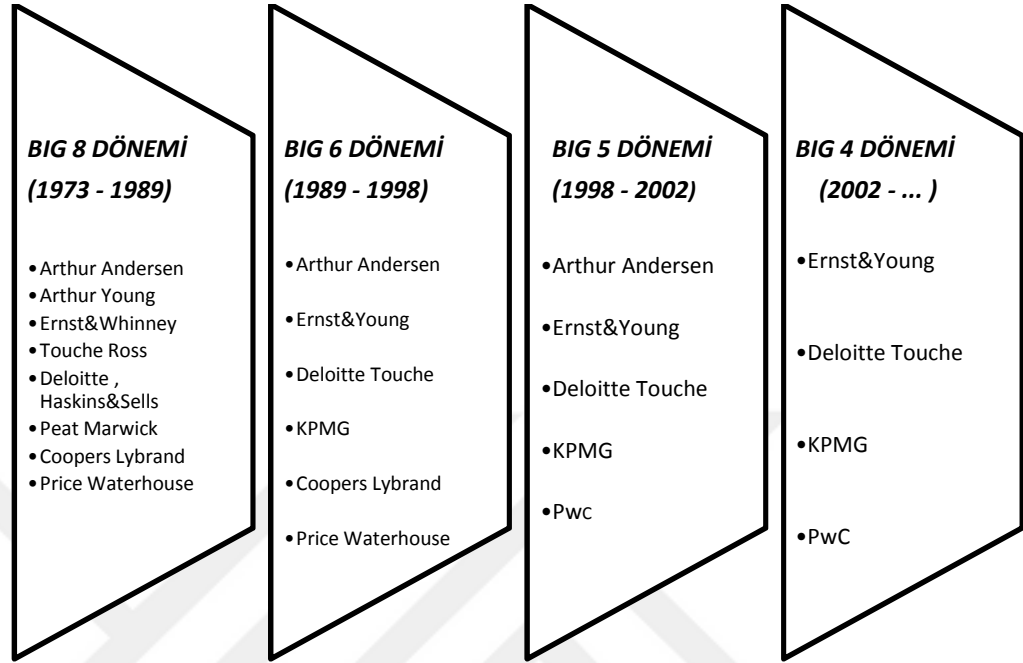 BIG 8 DÖNEMİ
(1973 - 1989)
•Arthur Andersen
•Arthur Young
•Ernst&Whinney
•Touche Ross
•Deloitte ,
Haskins&Sells
•Peat Marwick
•Coopers Lybrand
•Price Waterhouse
BIG 6 DÖNEMİ
(1989 - 1998)
•Arthur Andersen
•Ernst&Young
•Deloitte Touche
•KPMG
•Coopers Lybrand
•Price Waterhouse
BIG 5 DÖNEMİ
(1998 - 2002)
•Arthur Andersen
•Ernst&Young
•Deloitte Touche
•KPMG
•Pwc
BIG 4 DÖNEMİ
(2002 - ... )
•Ernst&Young
•Deloitte Touche
•KPMG
•PwC